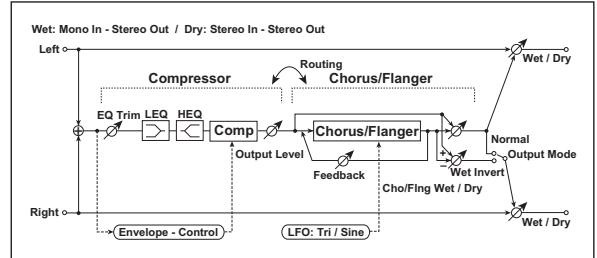 Wet: Mono In - Stereo Out / Dry: Stereo In - Stereo Out
Left
Wet / Dry
Routing
Compressor
Chorus/Flanger
EQ Trim
LEQ
HEQ
Comp
Chorus/Flanger
Normal
Output Level
Output Mode
+
−
Feedback
Wet Invert
Cho/Flng Wet / Dry
Right
Wet / Dry
Envelope - Control
LFO: Tri / Sine